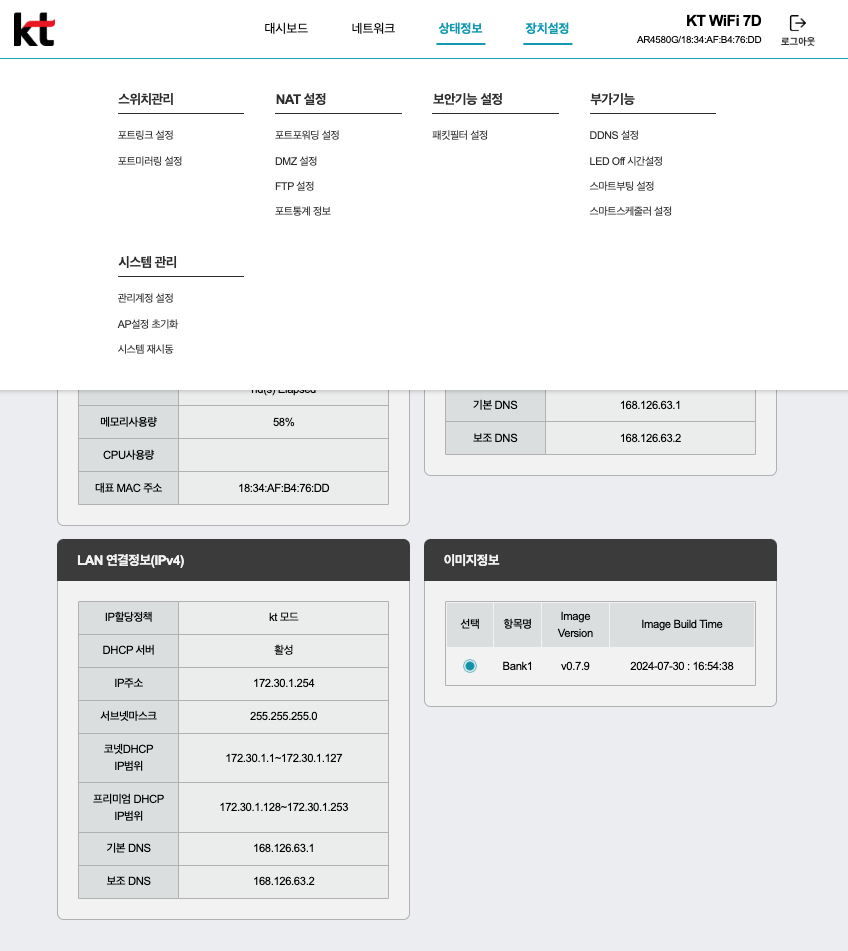 kt
대시보드 네트워크 상태정보 장치설정
KT WiFi 7D
AR4580G/18:34:AF:B4:76:DD
로그아웃
스위치관리
포트링크 설정
포트미러링 설정
NAT 설정
포트포워딩 설정
DMZ 설정
FTP 설정
포트통계 정보
보안기능 설정
패킷필터 설정
부가기능
DDNS 설정
LED Off 시간설정
스마트부팅 설정
스마트스케줄러 설정
시스템 관리
관리계정 설정
AP설정 초기화
시스템 재시동
nd(s) Elapsed
메모리사용량 58%
CPU사용량
대표 MAC 주소 18:34:AF:B4:76:DD
기본 DNS 168.126.63.1
보조 DNS 168.126.63.2
LAN 연결정보(IPv4)
IP할당정책 kt 모드
DHCP 서버 활성
IP주소 172.30.1.254
서브넷마스크 255.255.255.0
코넷DHCP
IP범위
172.30.1.1~172.30.1.127
프리미엄 DHCP
IP범위
172.30.1.128~172.30.1.253
기본 DNS 168.126.63.1
보조 DNS 168.126.63.2
이미지정보
선택 항목명 Image
Version Image Build Time
Bank1 v0.7.9 2024-07-30 : 16:54:38